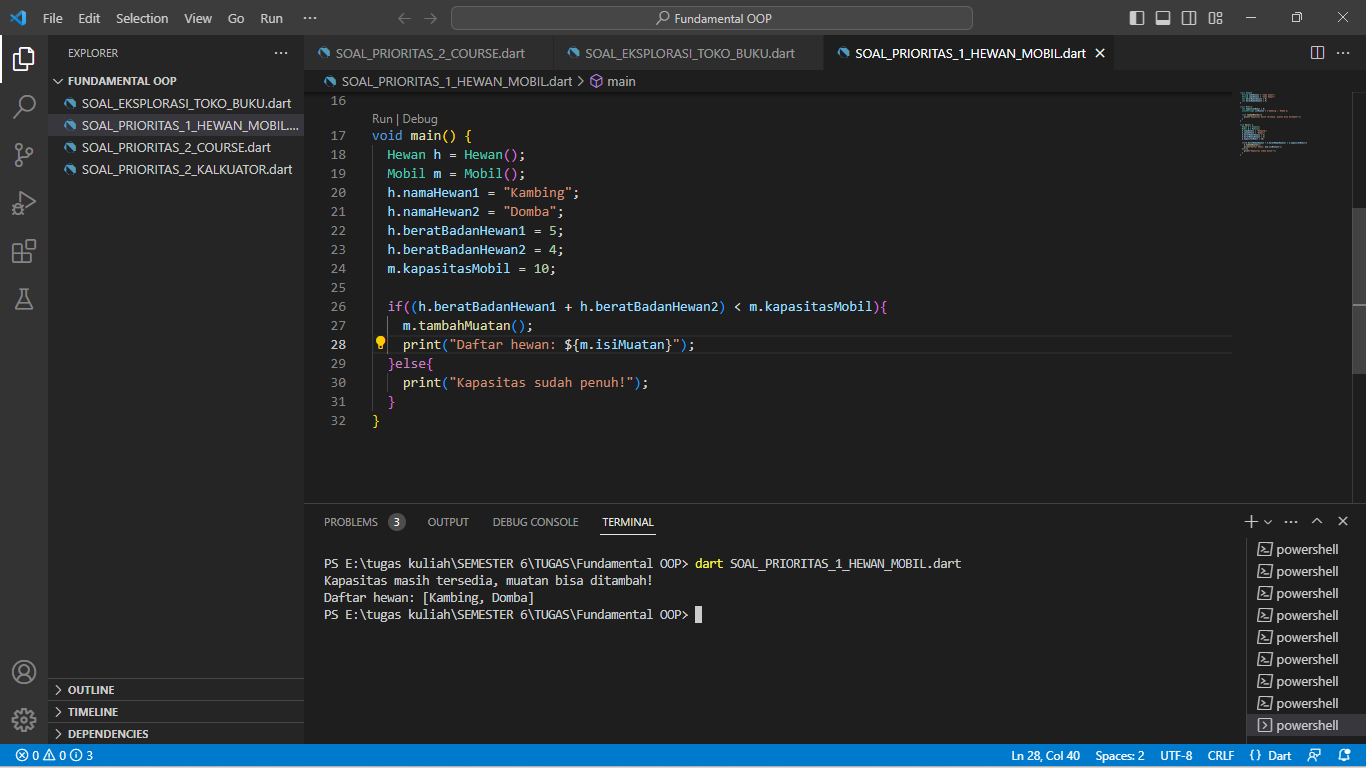 File Edit Selection View Go Run ··· Fundamental OOP
EXPLORER ···
FUNDAMENTAL OOP
SOAL_EKSPLORASI_TOKO_BUKU.dart
SOAL_PRIORITAS_1_HEWAN_MOBIL....
SOAL_PRIORITAS_2_COURSE.dart
SOAL_PRIORITAS_2_KALKUATOR.dart
OUTLINE
TIMELINE
DEPENDENCIES
SOAL_PRIORITAS_2_COURSE.dart SOAL_EKSPLORASI_TOKO_BUKU.dart SOAL_PRIORITAS_1_HEWAN_MOBIL.dart
SOAL_PRIORITAS_1_HEWAN_MOBIL.dart > main
16
Run | Debug
17 void main() {
18 Hewan h = Hewan();
19 Mobil m = Mobil();
20 h.namaHewan1 = "Kambing";
21 h.namaHewan2 = "Domba";
22 h.beratBadanHewan1 = 5;
23 h.beratBadanHewan2 = 4;
24 m.kapasitasMobil = 10;
25
26 if((h.beratBadanHewan1 + h.beratBadanHewan2) < m.kapasitasMobil){
27 m.tambahMuatan();
28 print("Daftar hewan: ${m.isiMuatan}");
29 }else{
30 print("Kapasitas sudah penuh!");
31 }
32 }
PROBLEMS 3 OUTPUT DEBUG CONSOLE TERMINAL
PS E:\tugas kuliah\SEMESTER 6\TUGAS\Fundamental OOP> dart SOAL_PRIORITAS_1_HEWAN_MOBIL.dart
Kapasitas masih tersedia, muatan bisa ditambah!
Daftar hewan: [Kambing, Domba]
PS E:\tugas kuliah\SEMESTER 6\TUGAS\Fundamental OOP>
powershell
powershell
powershell
powershell
powershell
powershell
powershell
powershell
powershell
0 0 3 Ln 28, Col 40 Spaces: 2 UTF-8 CRLF {} Dart